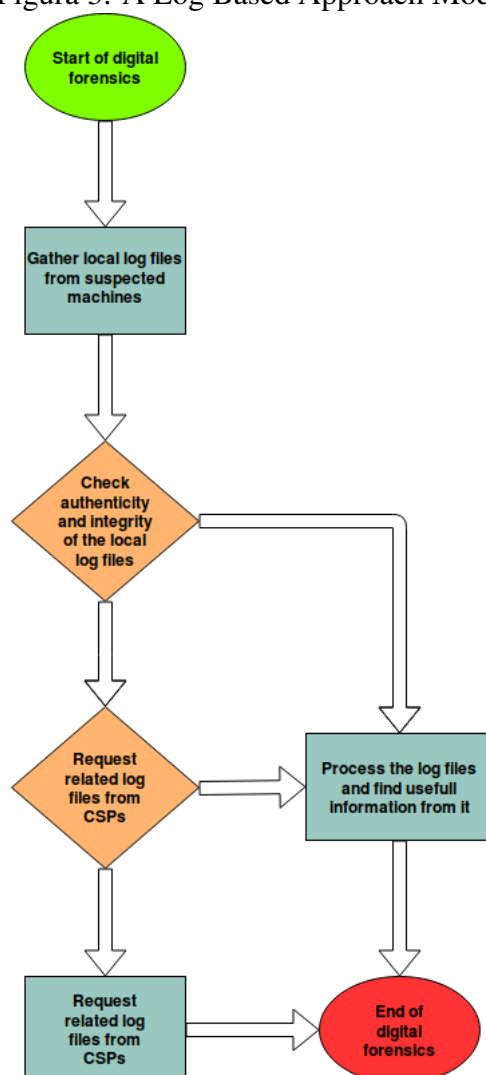 Figura 3: A Log Based Approach Mod
Start of digital
forensics
Gather local log files
from suspected
machines
Check
authenticity
and integrity
of the local
log files
Request
related log
files from
CSPs
Process the log files
and find usefull
information from it
Request
related log
files from
CSPs
End of
digital
forensics